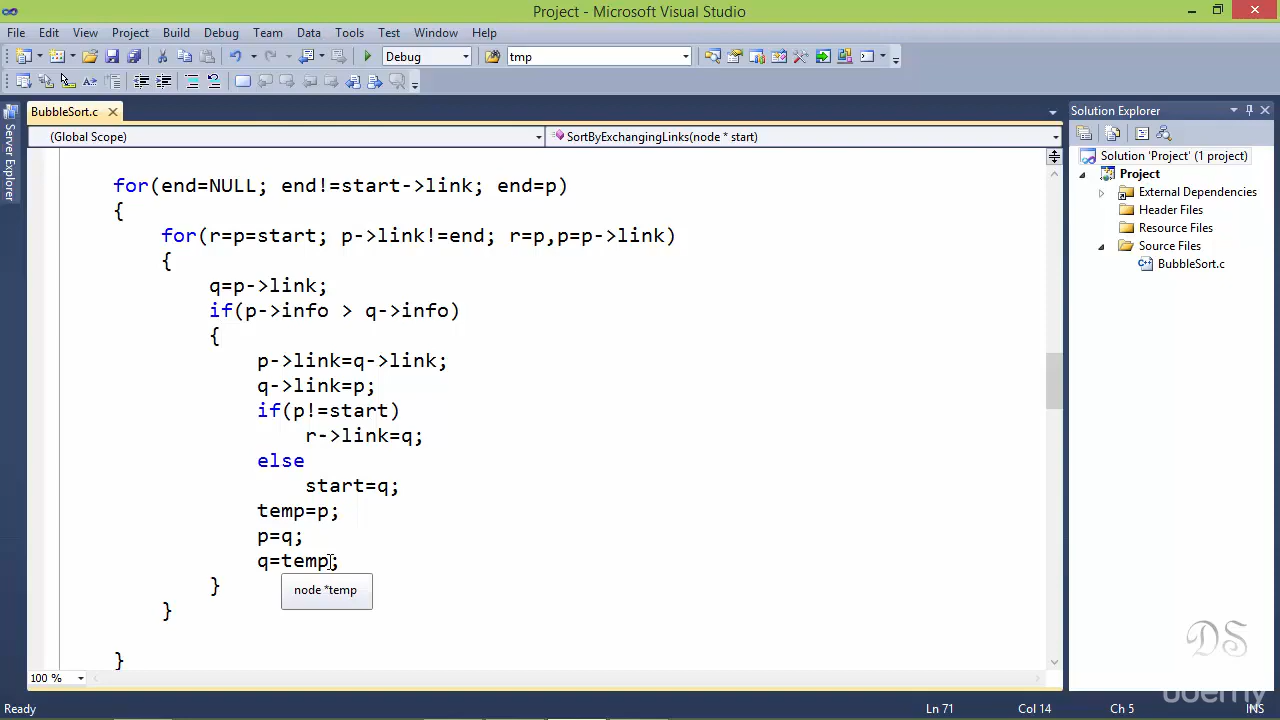 Project - Microsoft Visual Studio
File Edit View Project Build Debug Team Data Tools Test Window Help
Debug tmp
BubbleSort.c
(Global Scope) SortByExchangingLinks(node * start)
Server Explorer
for(end=NULL; end!=start->link; end=p)
{
for(r=p=start; p->link!=end; r=p,p=p->link)
{
q=p->link;
if(p->info > q->info)
{
p->link=q->link;
q->link=p;
if(p!=start)
r->link=q;
else
start=q;
temp=p;
p=q;
q=temp;
node *temp
}
}
}
100 %
Solution Explorer
Solution 'Project' (1 project)
Project
External Dependencies
Header Files
Resource Files
Source Files
BubbleSort.c
DS
udemy
Ready Ln 71 Col 14 Ch 5 INS